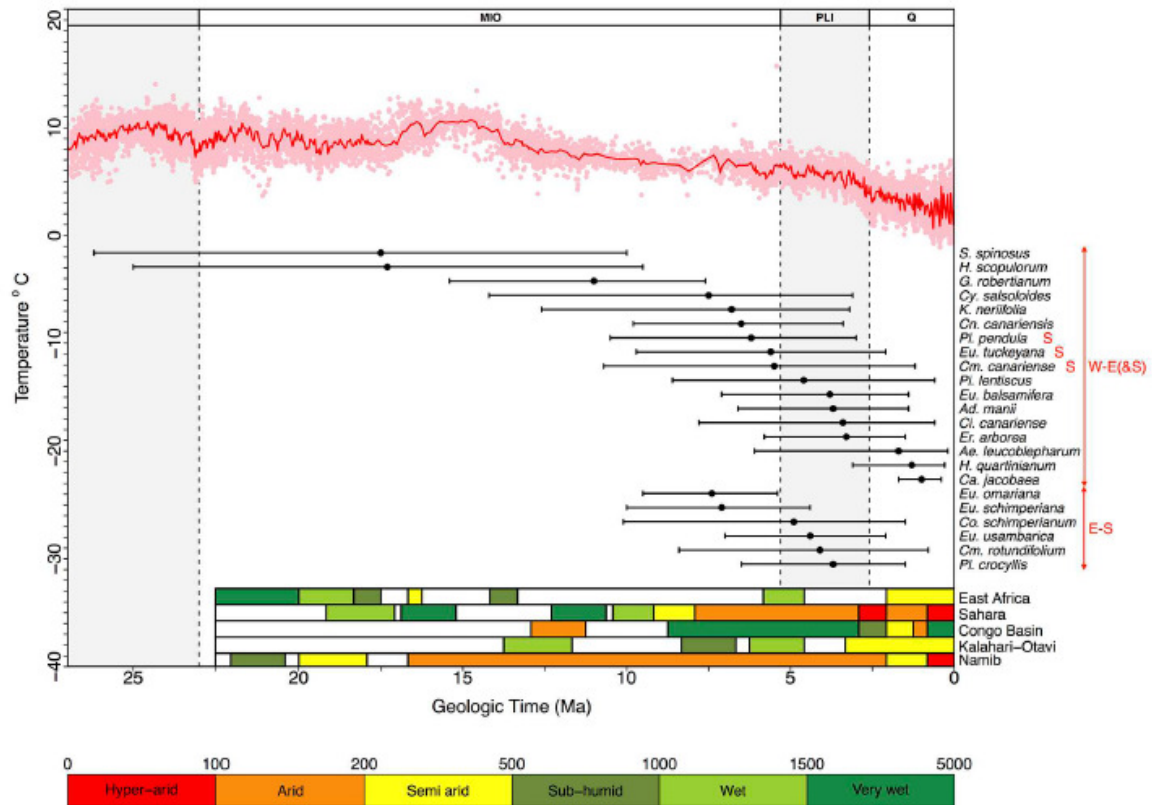 MIO PLI Q
20
10
0
−10
−20
−30
−40
Temperature ° C
S. spinosus
H. scopulorum
G. robertianum
Cy. salsoloides
K. neriifolia
Cn. canariensis
Pl. pendula S
Eu. tuckeyana S
Cm. canariense S W-E(&S)
Pi. lentiscus
Eu. balsamifera
Ad. manii
Cl. canariense
Er. arborea
Ae. leucoblepharum
H. quartinianum
Ca. jacobaea
Eu. omariana
Eu. schimperiana
Co. schimperianum
E-S
Eu. usambarica
Cm. rotundifolium
Pl. crocyllis
East Africa
Sahara
Congo Basin
Kalahari−Otavi
Namib
25 20 15 10 5 0
Geologic Time (Ma)
0 100 200 500 1000 1500 5000
Hyper−arid Arid Semi arid Sub−humid Wet Very wet